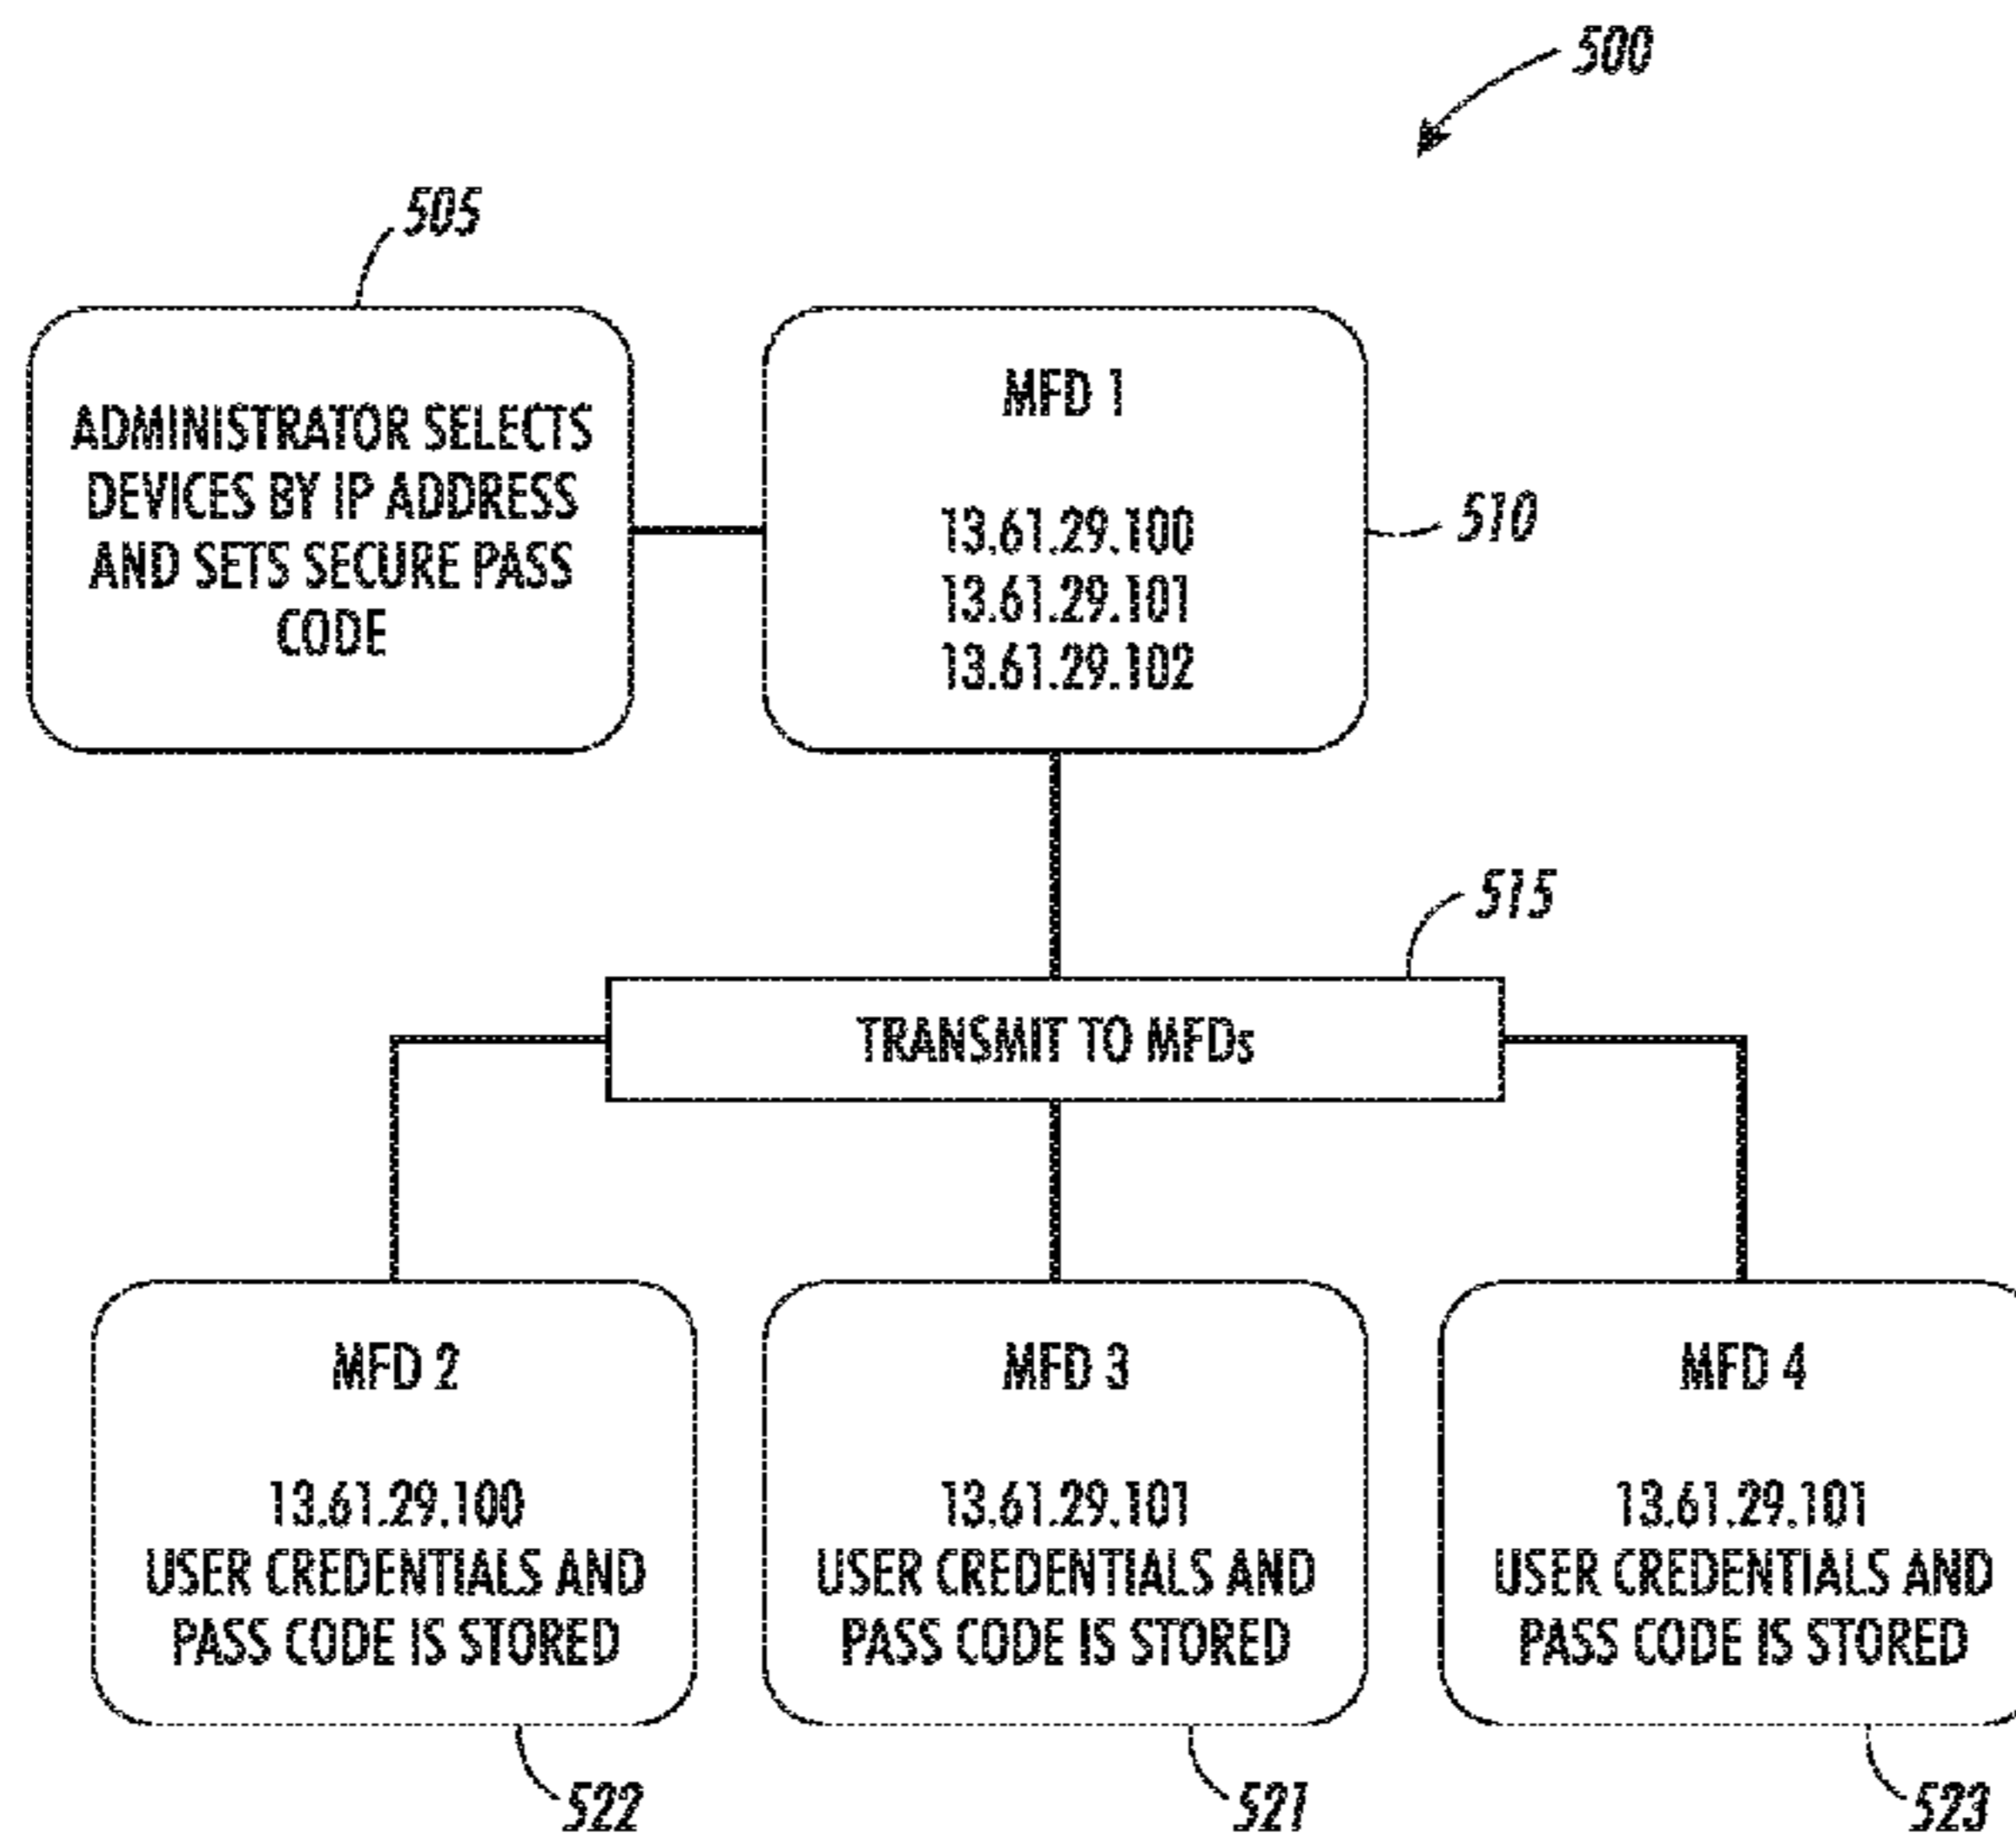 500
505
ADMINISTRATOR SELECTS
DEVICES BY IP ADDRESS
AND SETS SECURE PASS
CODE
MFD 1
13.61.29.100
13.61.29.101
13.61.29.102
510
515
TRANSMIT TO MFDs
MFD 2
13.61.29.100
USER CREDENTIALS AND
PASS CODE IS STORED
522
MFD 3
13.61.29.101
USER CREDENTIALS AND
PASS CODE IS STORED
521
MFD 4
13.61.29.101
USER CREDENTIALS AND
PASS CODE IS STORED
523